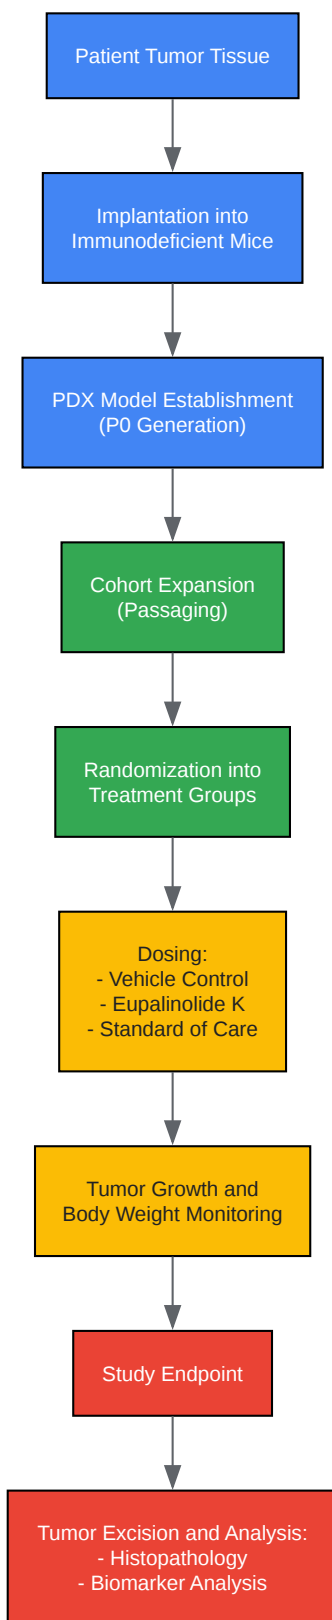 Patient Tumor Tissue
Implantation into
Immunodeficient Mice
PDX Model Establishment
(P0 Generation)
Cohort Expansion
(Passaging)
Randomization into
Treatment Groups
Dosing:
- Vehicle Control
- Eupalinolide K
- Standard of Care
Tumor Growth and
Body Weight Monitoring
Study Endpoint
Tumor Excision and Analysis:
- Histopathology
- Biomarker Analysis